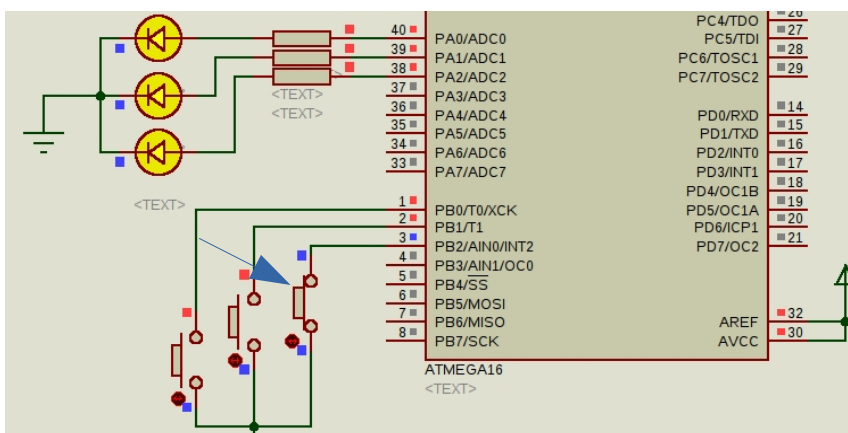 40
PA0/ADC0
39
PA1/ADC1
38
PA2/ADC2
37
PA3/ADC3
36
PA4/ADC4
35
PA5/ADC5
34
PA6/ADC6
33
PA7/ADC7
1
PB0/T0/XCK
2
PB1/T1
3
PB2/AIN0/INT2
4
PB3/AIN1/OC0
5
PB4/SS
6
PB5/MOSI
7
PB6/MISO
8
PB7/SCK
26
PC4/TDO
27
PC5/TDI
28
PC6/TOSC1
29
PC7/TOSC2
14
PD0/RXD
15
PD1/TXD
16
PD2/INT0
17
PD3/INT1
18
PD4/OC1B
19
PD5/OC1A
20
PD6/ICP1
21
PD7/OC2
32
AREF
30
AVCC
ATMEGA16
<TEXT>
<TEXT>
<TEXT>
<TEXT>